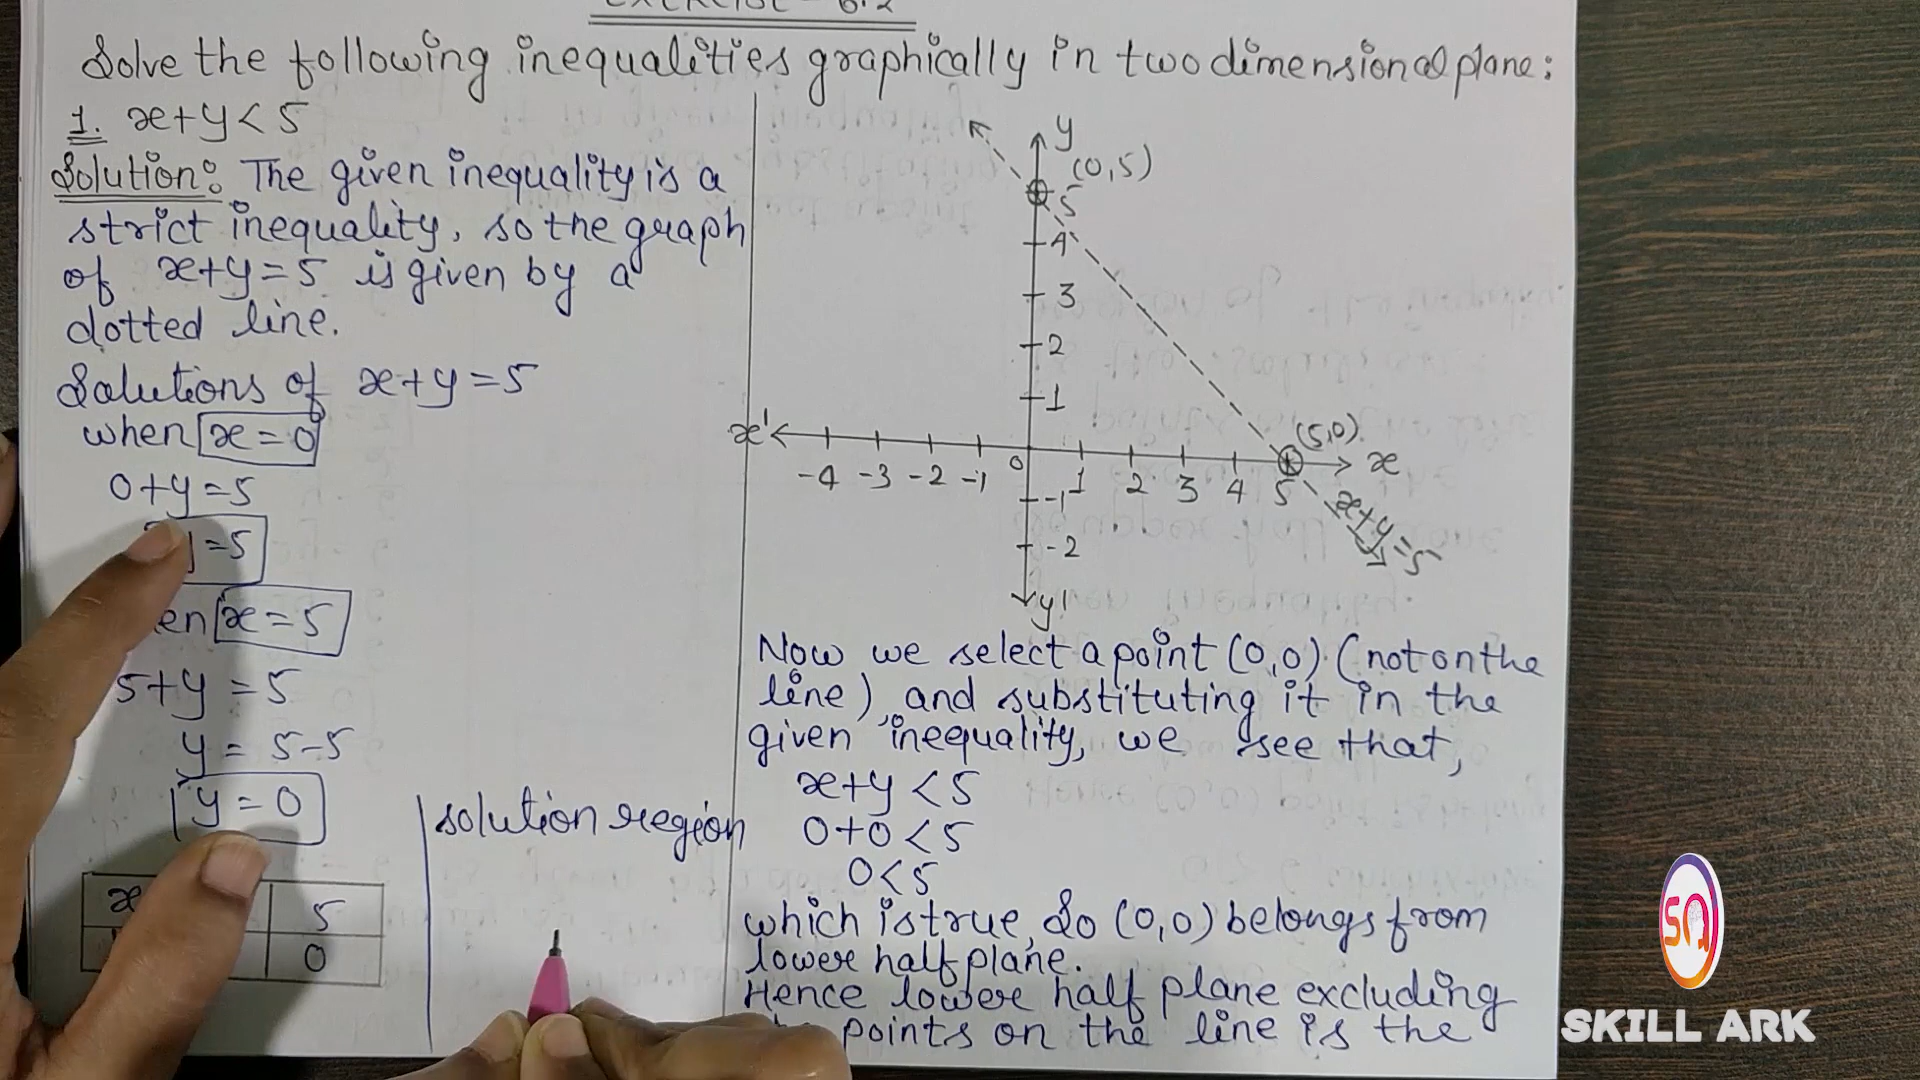 Solve the following inequalities graphically in two dimensional plane:
1. x+y<5
Solution: The given inequality is a
strict inequality, so the graph
of x+y=5 is given by a
dotted line.
Solutions of x+y=5
when x=0
0+y=5
=5
x=5
5+y=5
y=5-5
y=0
x 5
0
solution region
y
(0,5)
5
4
3
2
1
x'
-4 -3 -2 -1 0 1 2 3 4 5
(5,0)
x
-1
-2
y'
x+y=5
Now we select a point (0,0) (not on the
line) and substituting it in the
given inequality, we see that,
x+y<5
0+0<5
0<5
which is true, So (0,0) belongs from
lower half plane.
Hence lower half plane excluding
points on the line is the
SKILL ARK